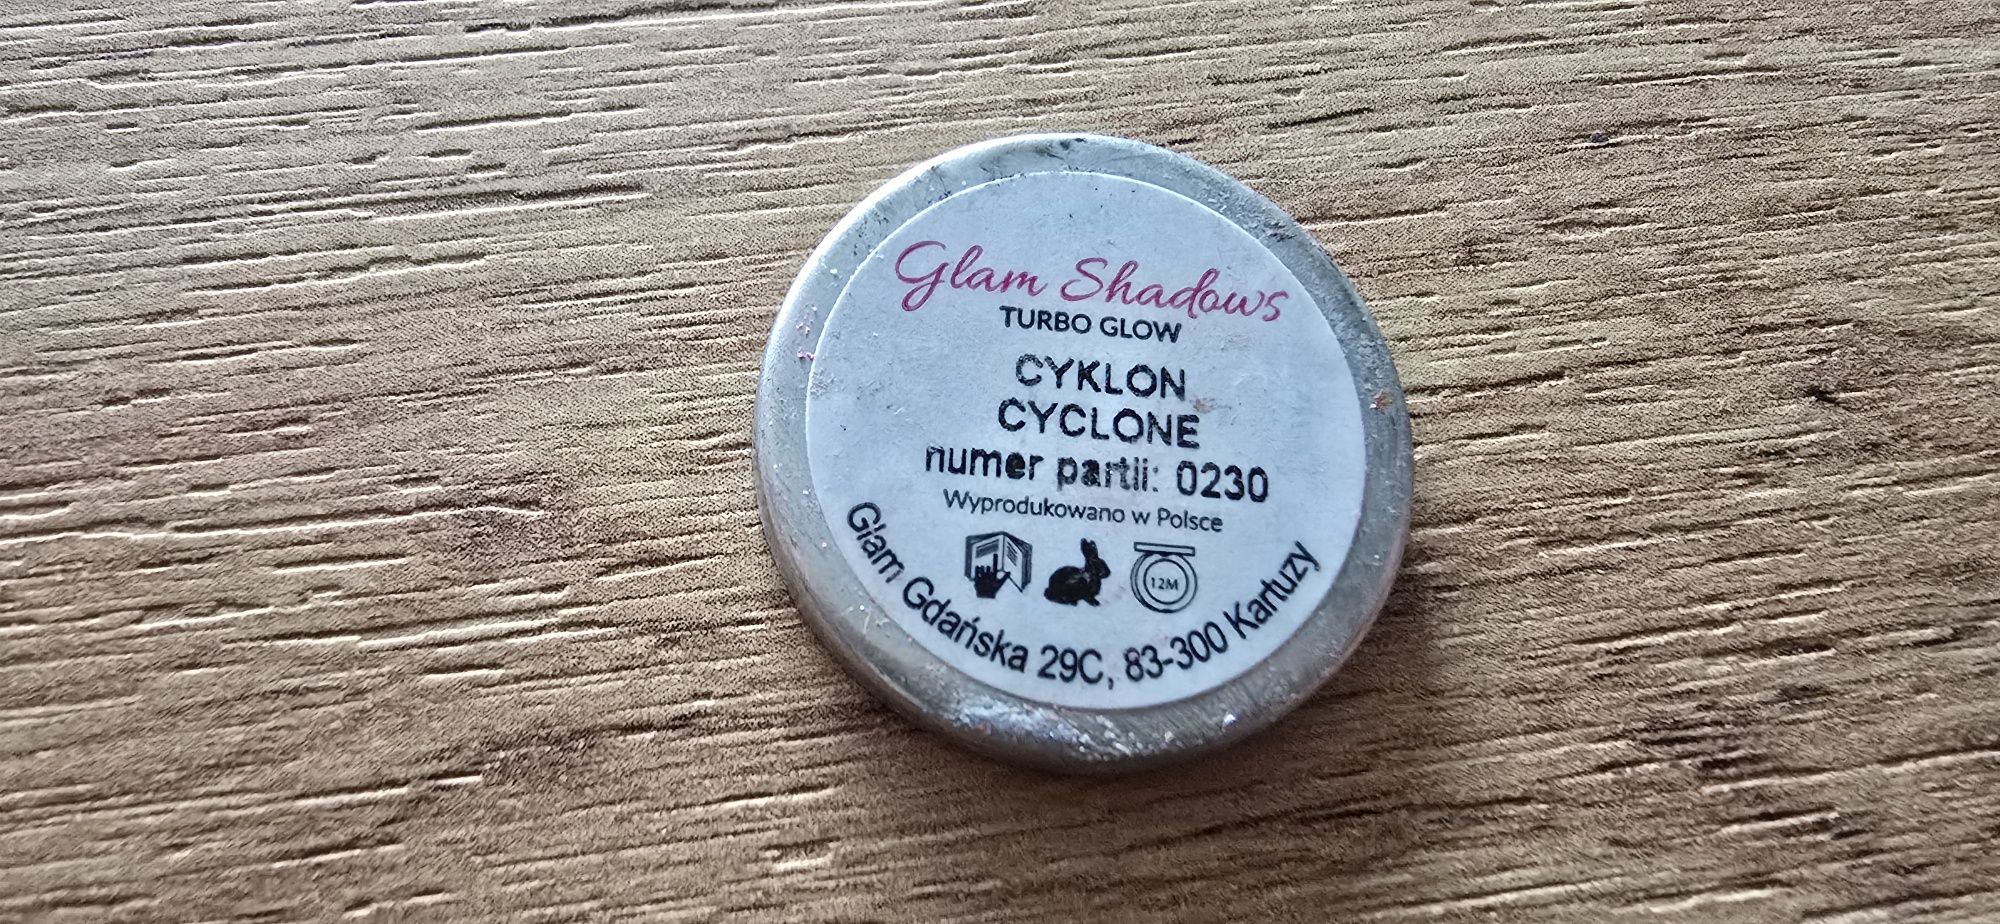 Glam Shadows
TURBO GLOW
CYKLON
CYCLONE
numer partii: 0230
Wyprodukowano w Polsce
12M
Glam Gdańska 29C, 83-300 Kartuzy